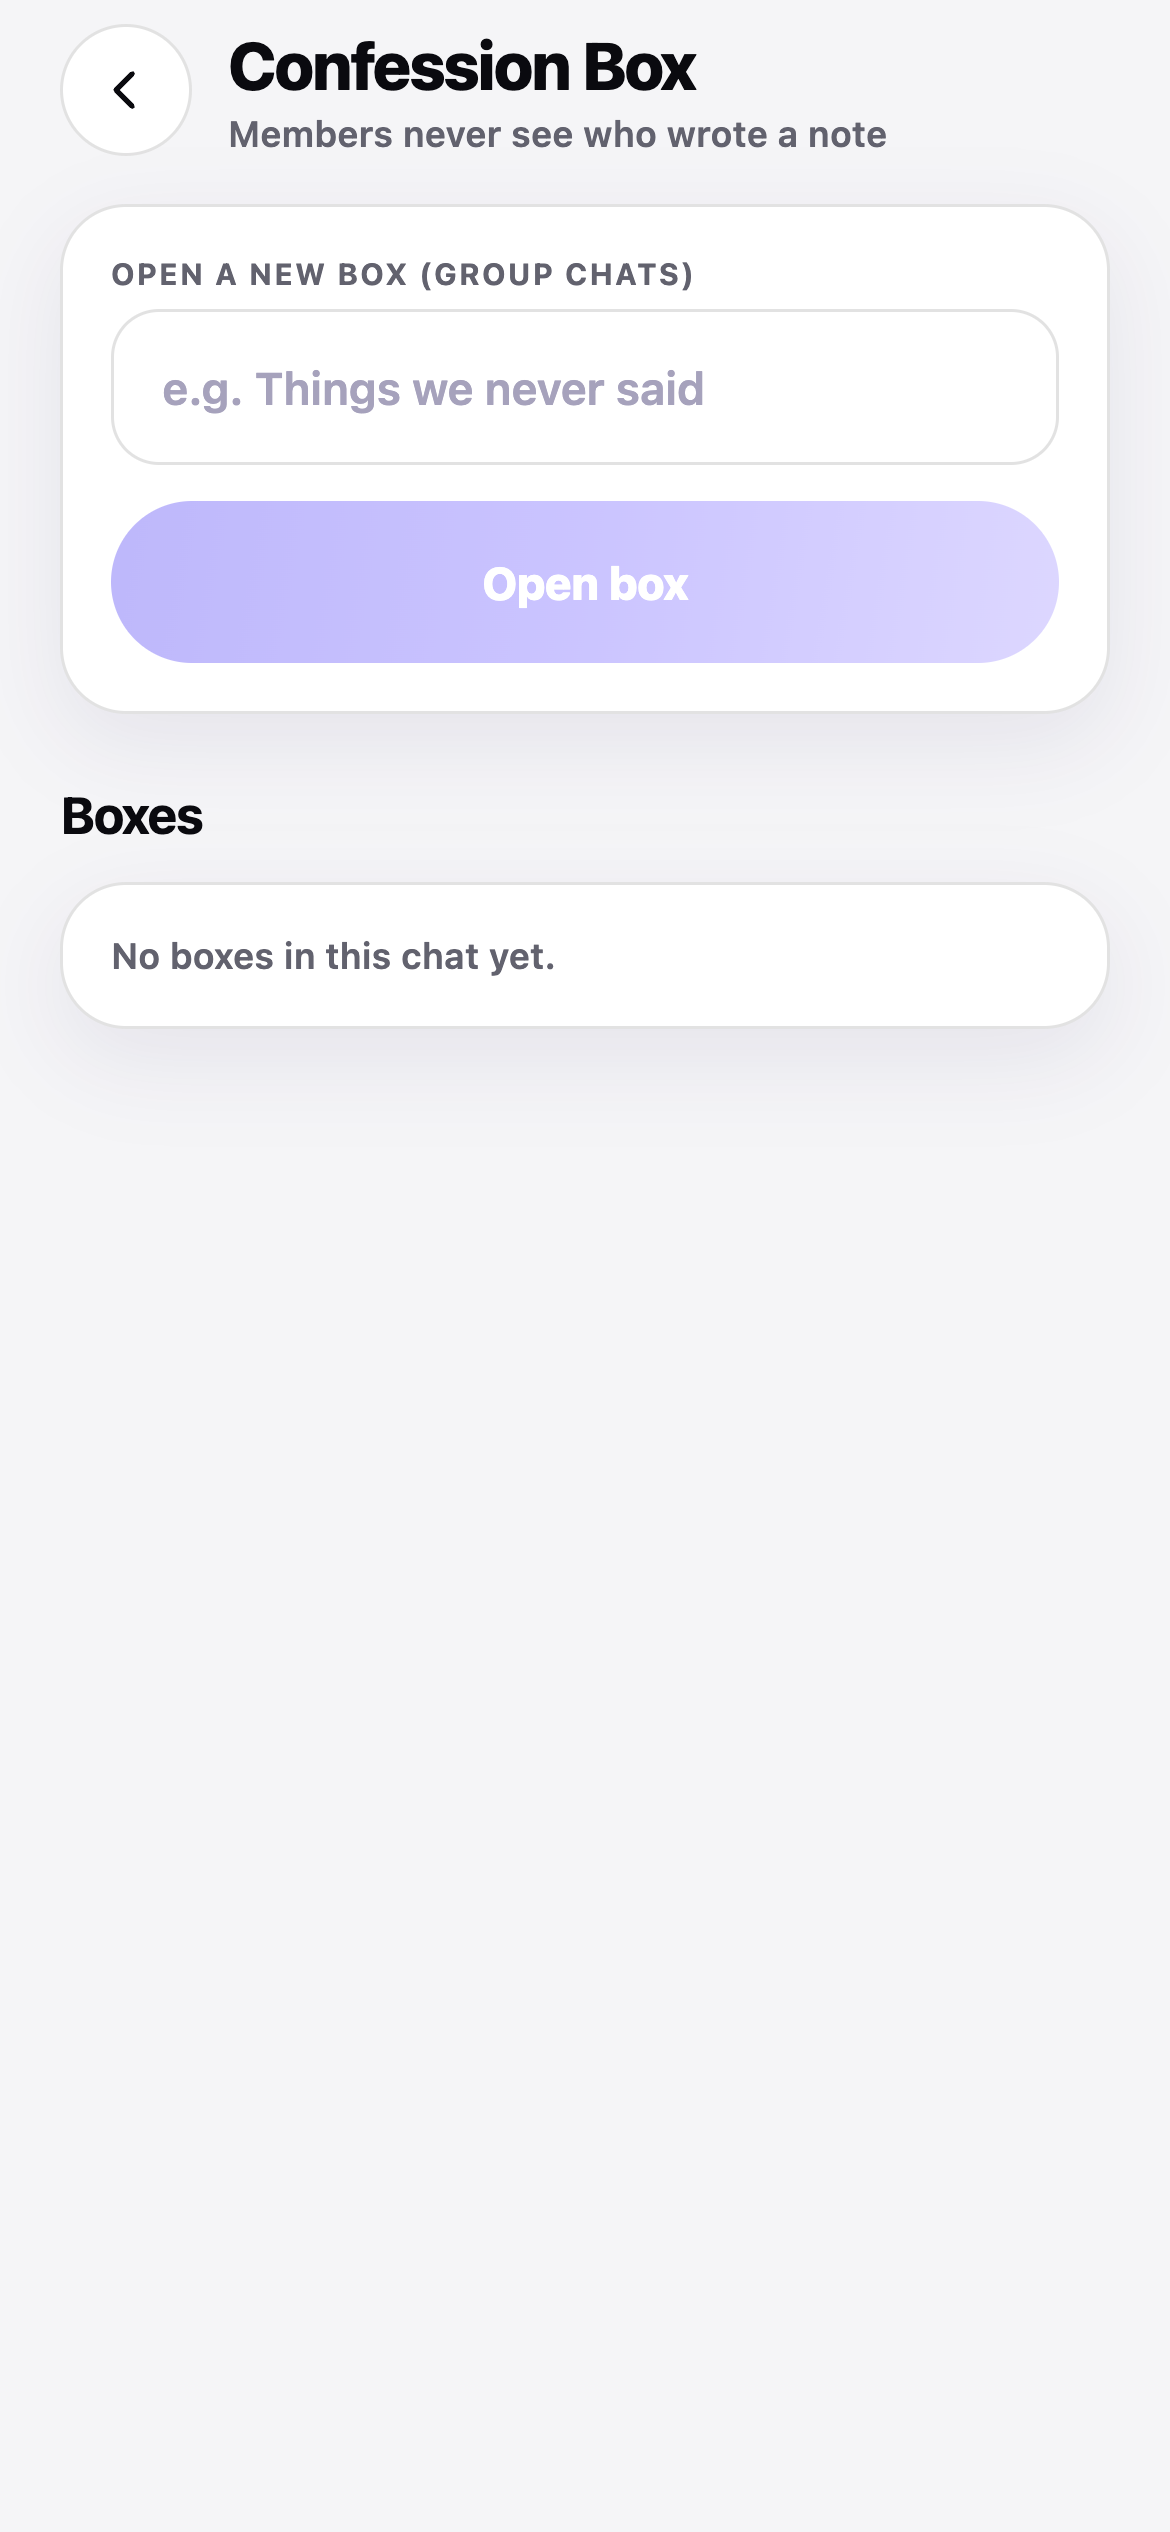 Confession Box
Members never see who wrote a note
OPEN A NEW BOX (GROUP CHATS)
e.g. Things we never said
Open box
Boxes
No boxes in this chat yet.